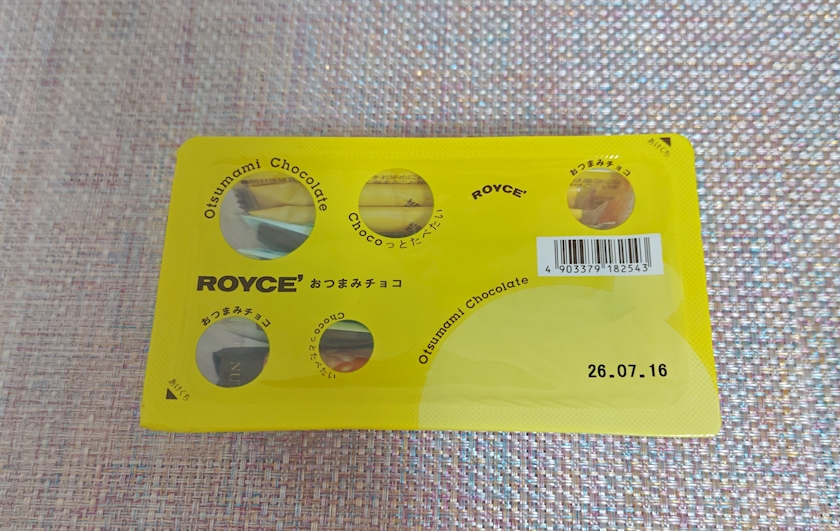 あけくち
Otsumami Chocolate
Chocoっとたべたい
ROYCE'
おつまみチョコ
4 903379 182543
ROYCE' おつまみチョコ
Otsumami Chocolate
おつまみチョコ
Chocoっとたべたい
26.07.16
あけくち